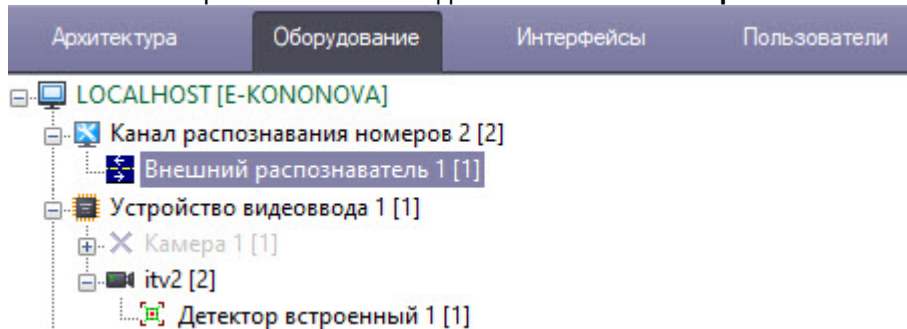 Архитектура Оборудование Интерфейсы Пользователи
LOCALHOST [E-KONONOVA]
Канал распознавания номеров 2 [2]
Внешний распознаватель 1 [1]
Устройство видеоввода 1 [1]
Камера 1 [1]
itv2 [2]
Детектор встроенный 1 [1]